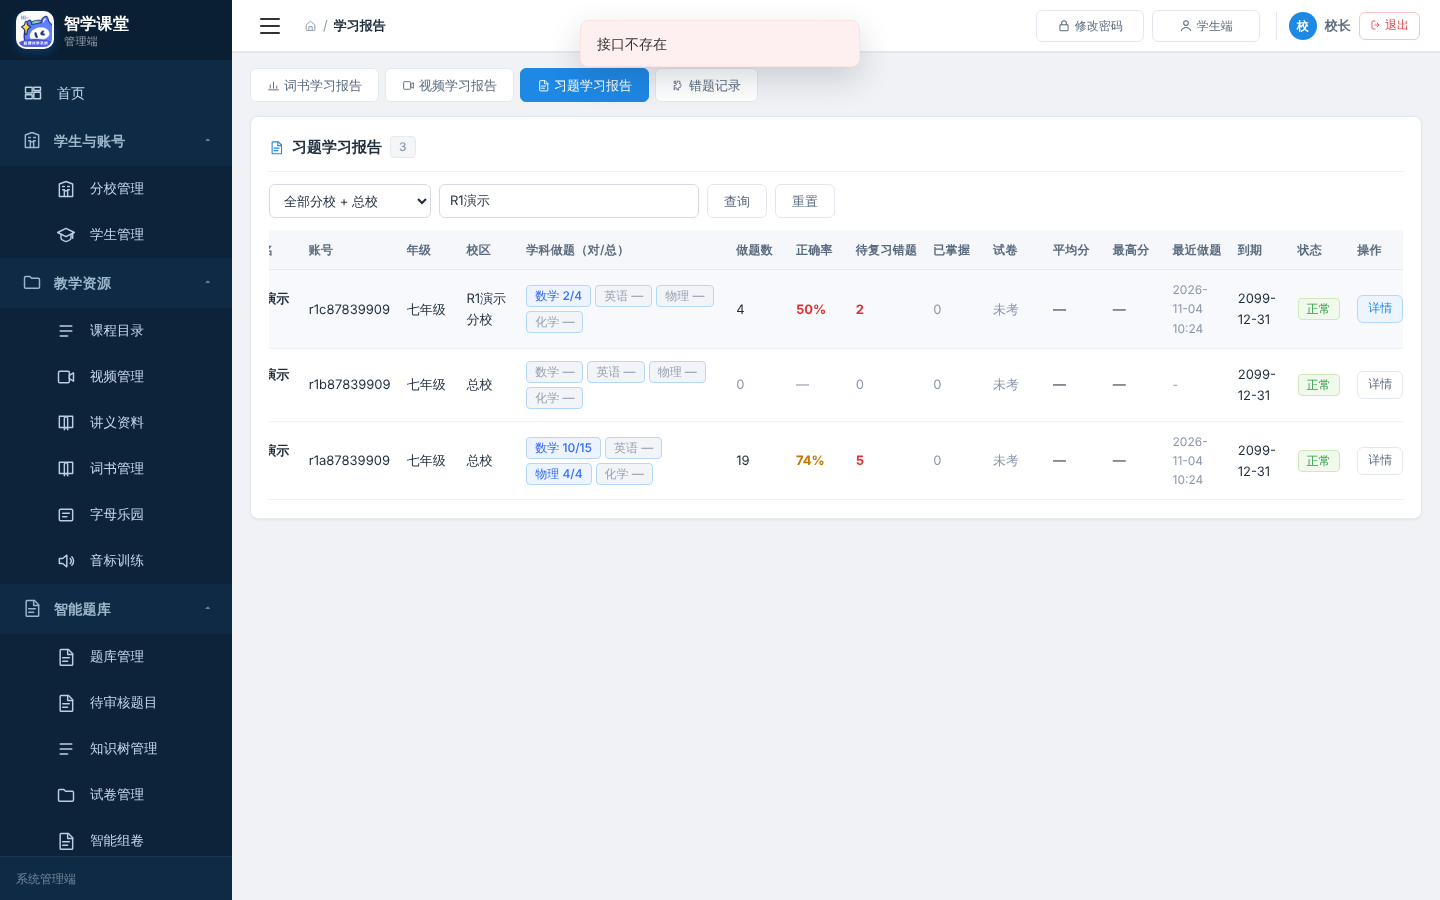 智学课堂
管理端
/ 学习报告
接口不存在
修改密码
学生端
校 校长
退出
首页
学生与账号
分校管理
学生管理
教学资源
课程目录
视频管理
讲义资料
词书管理
字母乐园
音标训练
智能题库
题库管理
待审核题目
知识树管理
试卷管理
智能组卷
系统管理端
词书学习报告 视频学习报告 习题学习报告 错题记录
习题学习报告 3
全部分校 + 总校 R1演示 查询 重置
账号 年级 校区 学科做题（对/总） 做题数 正确率 待复习错题 已掌握 试卷 平均分 最高分 最近做题 到期 状态 操作
演示 r1c87839909 七年级 R1演示分校 数学 2/4 英语 — 物理 — 化学 — 4 50% 2 0 未考 — — 2026-11-04 10:24 2099-12-31 正常 详情
演示 r1b87839909 七年级 总校 数学 — 英语 — 物理 — 化学 — 0 — 0 0 未考 — — - 2099-12-31 正常 详情
演示 r1a87839909 七年级 总校 数学 10/15 英语 — 物理 4/4 化学 — 19 74% 5 0 未考 — — 2026-11-04 10:24 2099-12-31 正常 详情